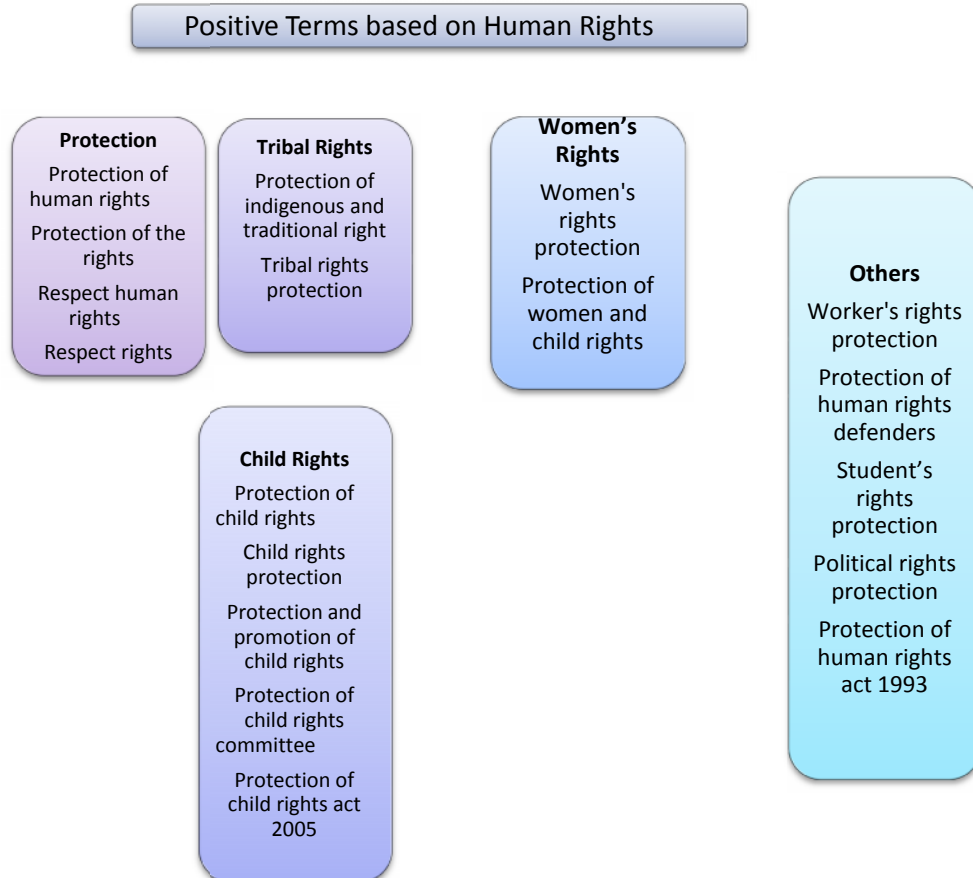 Positive Terms based on Human Rights
Protection
Protection of
human rights
Protection of the
rights
Respect human
rights
Respect rights
Tribal Rights
Protection of
indigenous and
traditional right
Tribal rights
protection
Women’s
Rights
Women's
rights
protection
Protection of
women and
child rights
Others
Worker's rights
protection
Protection of
human rights
defenders
Student’s
rights
protection
Political rights
protection
Protection of
human rights
act 1993
Child Rights
Protection of
child rights
Child rights
protection
Protection and
promotion of
child rights
Protection of
child rights
committee
Protection of
child rights act
2005